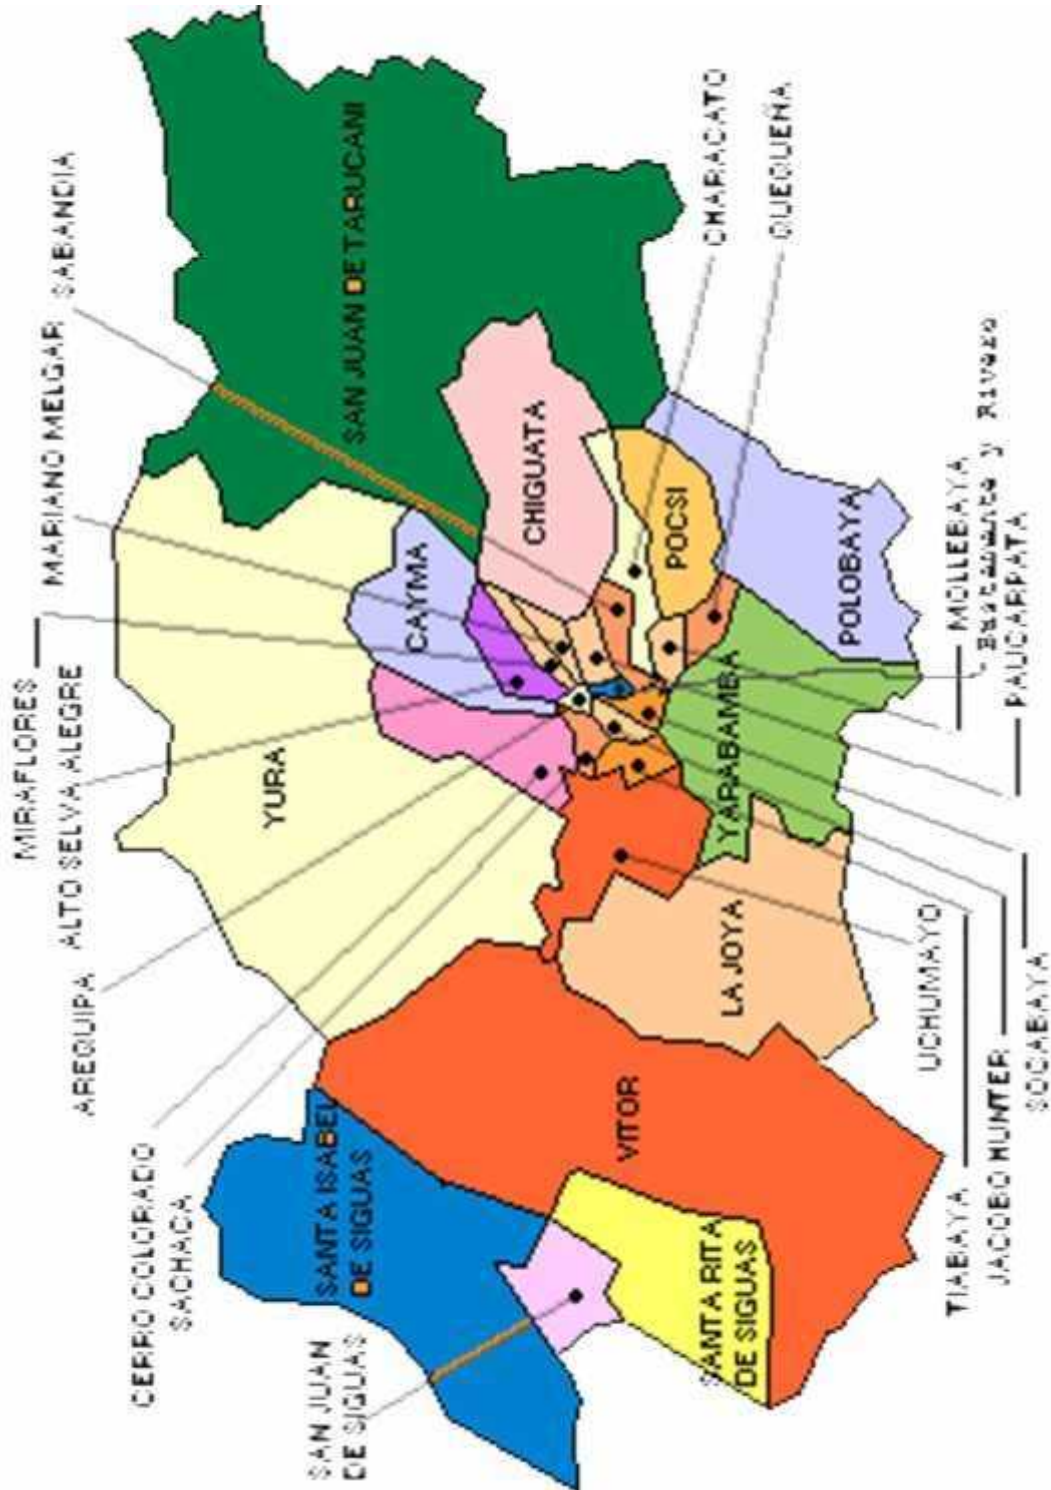 MIRAFLORES
MARIANO MELGAR
SABANDIA
ALTO SELVA ALEGRE
AREQUIPA
CERRO COLORADO
SACHACA
SAN JUAN
DE SIGUAS
SANTA ISABEL
DE SIGUAS
YURA
SAN JUAN DE TARUCANI
CAYMA
CHIGUATA
CHARACATO
QUEQUEÑA
POCSI
POLOBAYA
YARABAMBA
LA JOYA
VITOR
SANTA RITA
DE SIGUAS
UCHUMAYO
TIABAYA
JACOBO HUNTER
SOCABAYA
MOLLEBAYA
Bustamante y Rivero
PAUCARPATA